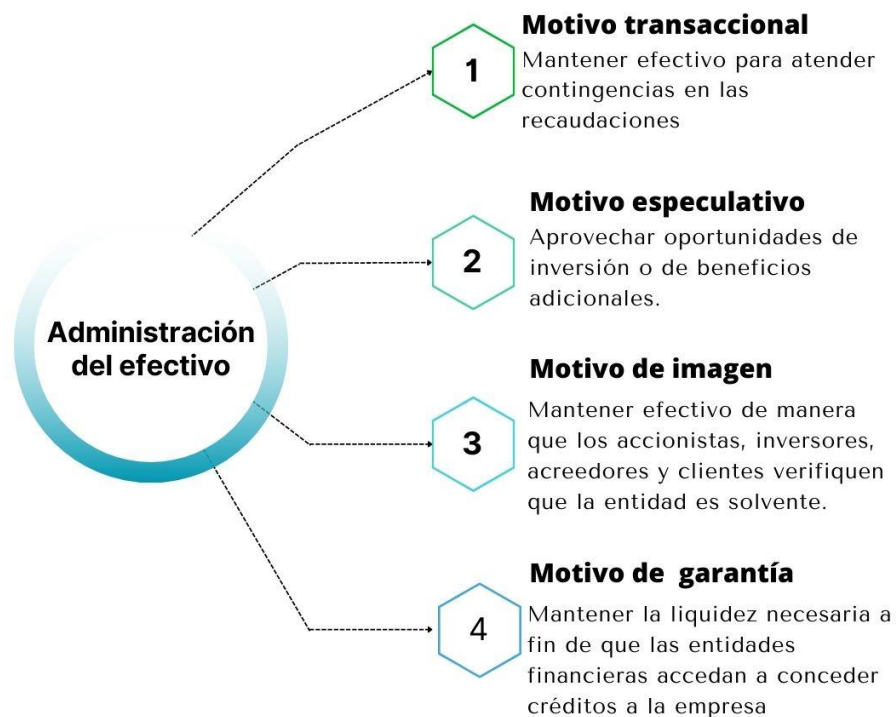 Administración
del efectivo
1
Motivo transaccional
Mantener efectivo para atender
contingencias en las
recaudaciones
2
Motivo especulativo
Aprovechar oportunidades de
inversión o de beneficios
adicionales.
3
Motivo de imagen
Mantener efectivo de manera
que los accionistas, inversores,
acreedores y clientes verifiquen
que la entidad es solvente.
4
Motivo de garantía
Mantener la liquidez necesaria a
fin de que las entidades
financieras accedan a conceder
créditos a la empresa